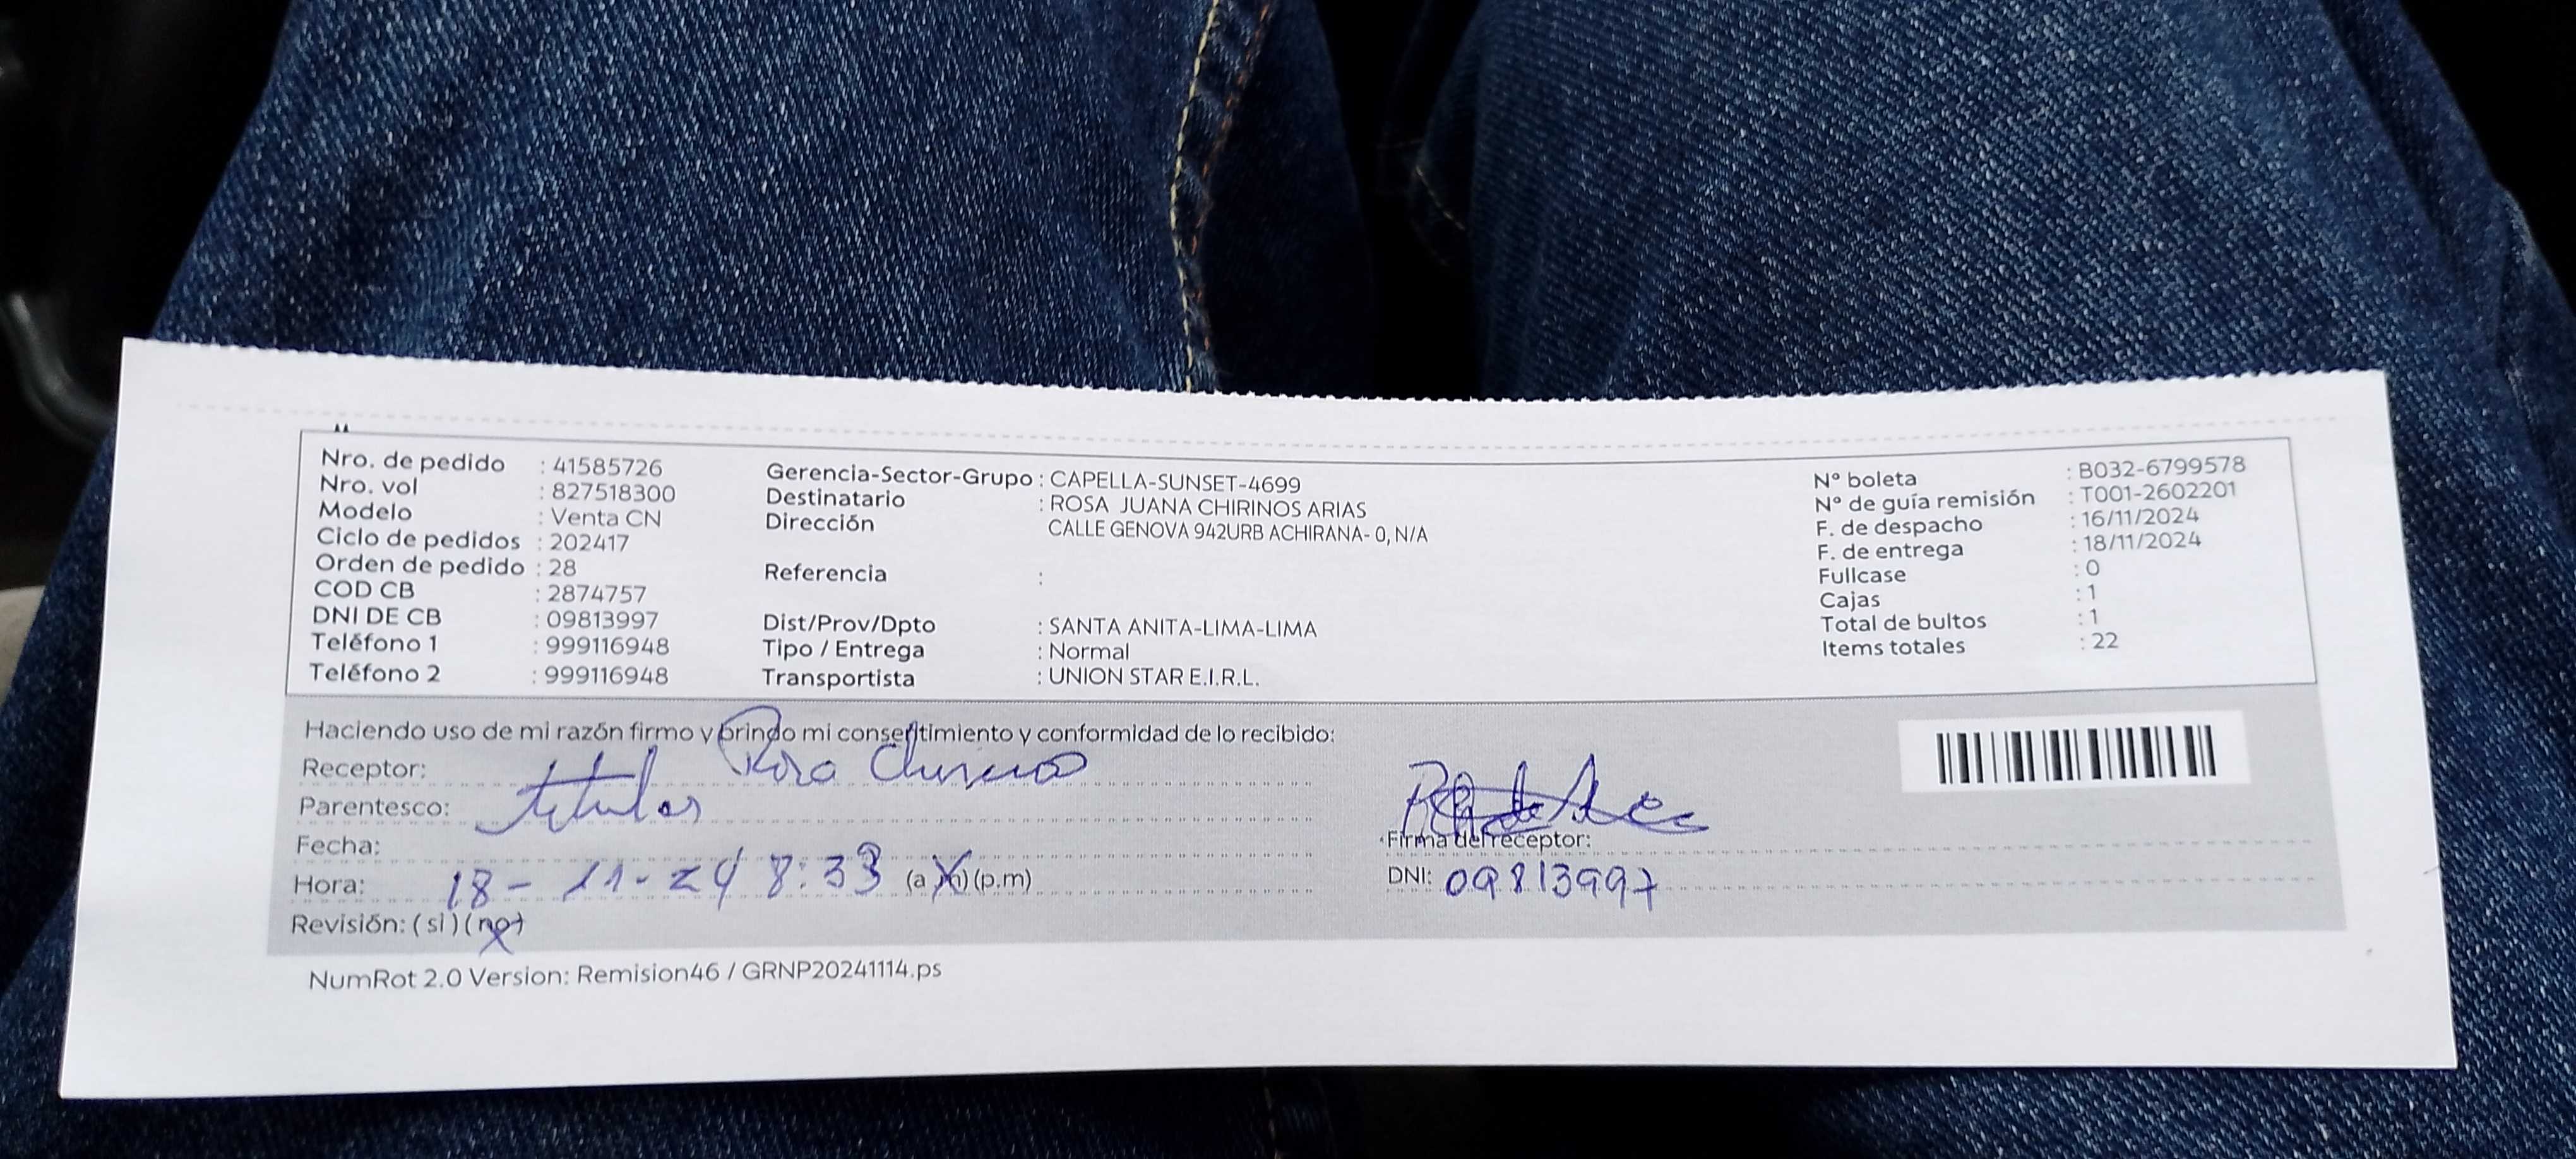 Nro. de pedido : 41585726
Nro. vol : 827518300
Modelo : Venta CN
Ciclo de pedidos : 202417
Orden de pedido : 28
COD CB : 2874757
DNI DE CB : 09813997
Teléfono 1 : 999116948
Teléfono 2 : 999116948
Gerencia-Sector-Grupo : CAPELLA-SUNSET-4699
Destinatario : ROSA JUANA CHIRINOS ARIAS
Dirección CALLE GENOVA 942URB ACHIRANA- 0, N/A
Referencia :
Dist/Prov/Dpto : SANTA ANITA-LIMA-LIMA
Tipo / Entrega : Normal
Transportista : UNION STAR E.I.R.L.
N° boleta : B032-6799578
N° de guía remisión : T001-2602201
F. de despacho : 16/11/2024
F. de entrega : 18/11/2024
Fullcase : 0
Cajas : 1
Total de bultos : 1
Items totales : 22
Haciendo uso de mi razón firmo y brindo mi consentimiento y conformidad de lo recibido:
Receptor: Rosa Chirinos
Parentesco: titular
Fecha:
Hora: 18-11-24 8:33 (a.m) (p.m)
Revisión: (si) (no)
Firma del receptor:
DNI: 09813997
NumRot 2.0 Version: Remision46 / GRNP20241114.ps